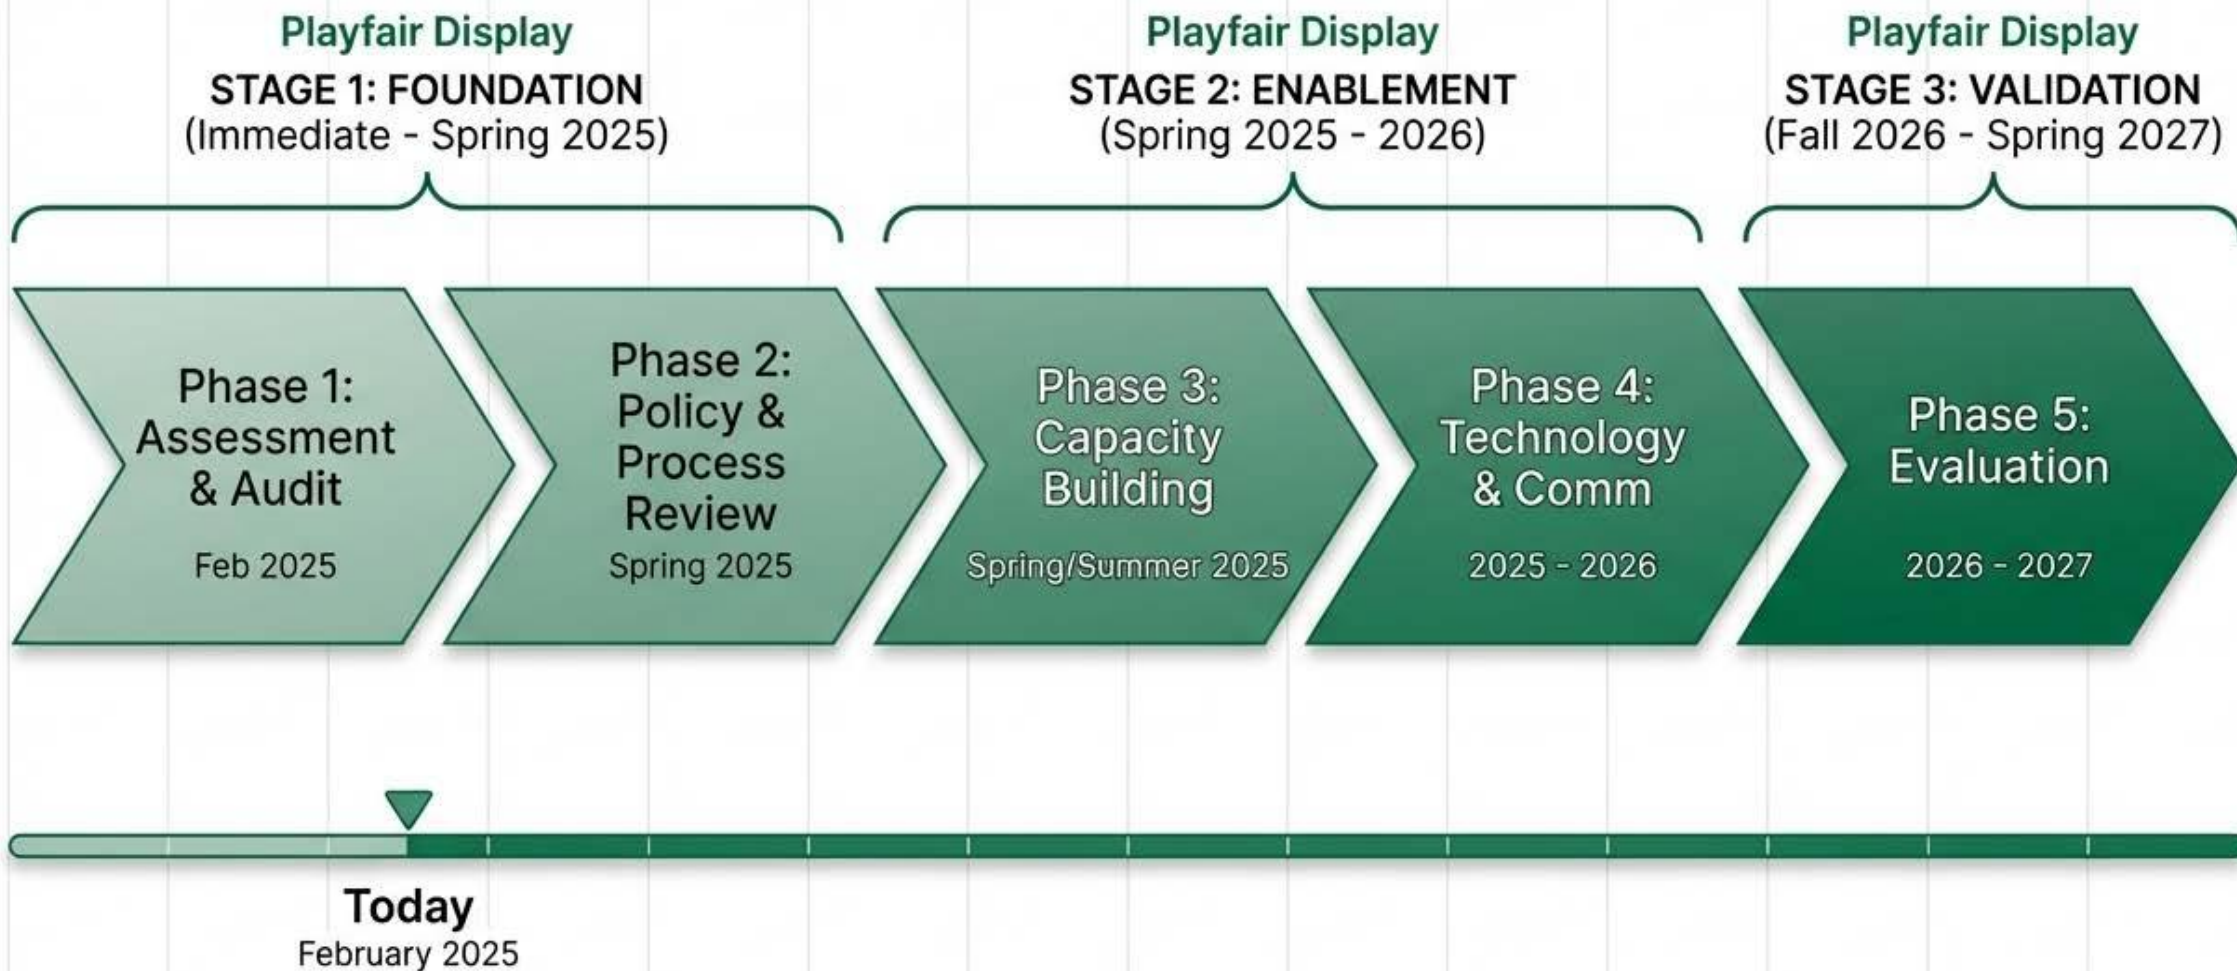 Playfair Display
STAGE 1: FOUNDATION
(Immediate - Spring 2025)
Playfair Display
STAGE 2: ENABLEMENT
(Spring 2025 - 2026)
Playfair Display
STAGE 3: VALIDATION
(Fall 2026 - Spring 2027)
Phase 1:
Assessment
& Audit
Feb 2025
Phase 2:
Policy &
Process
Review
Spring 2025
Phase 3:
Capacity
Building
Spring/Summer 2025
Phase 4:
Technology
& Comm
2025 - 2026
Phase 5:
Evaluation
2026 - 2027
Today
February 2025